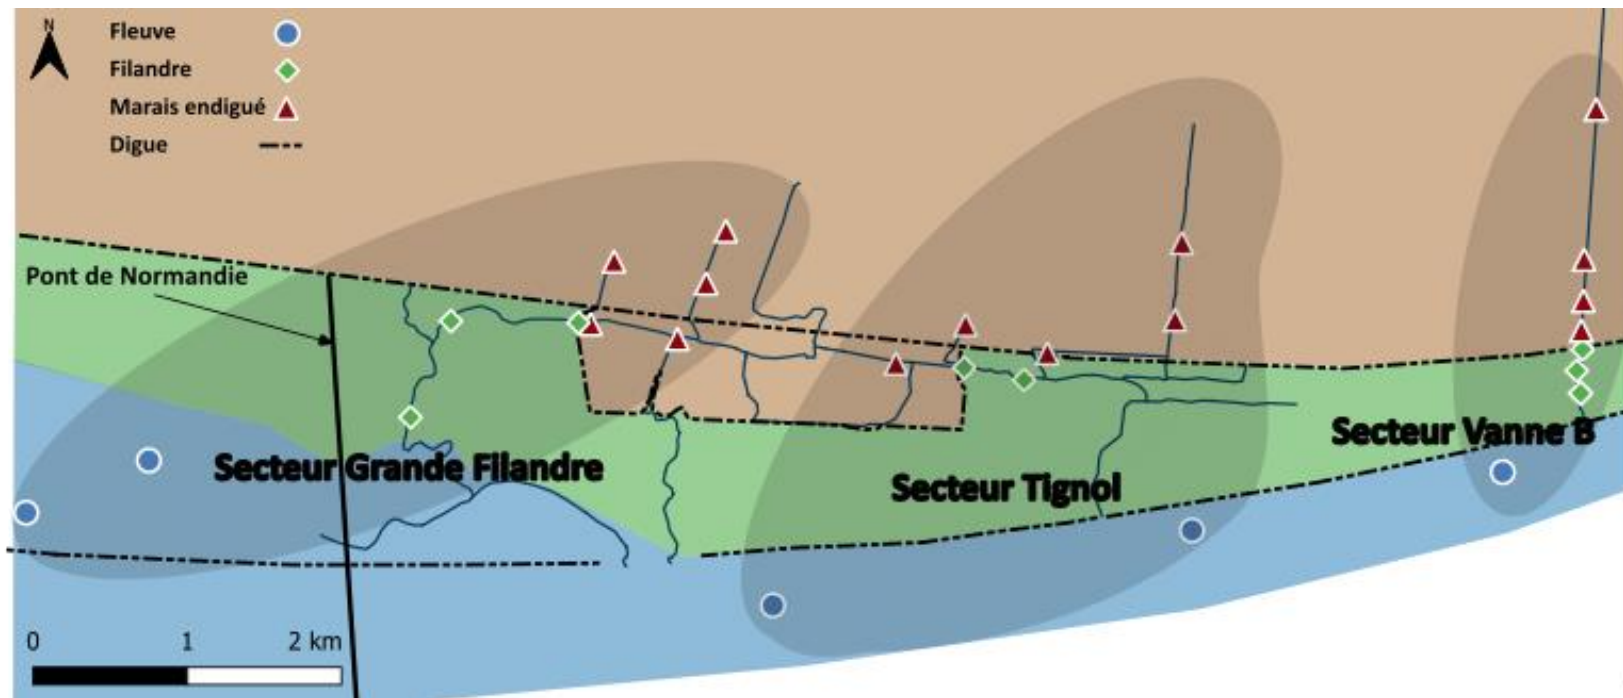 N
Fleuve
Filandre
Marais endigué
Digue
Pont de Normandie
Secteur Grande Filandre
Secteur Tignol
Secteur Vanne B
0 1 2 km